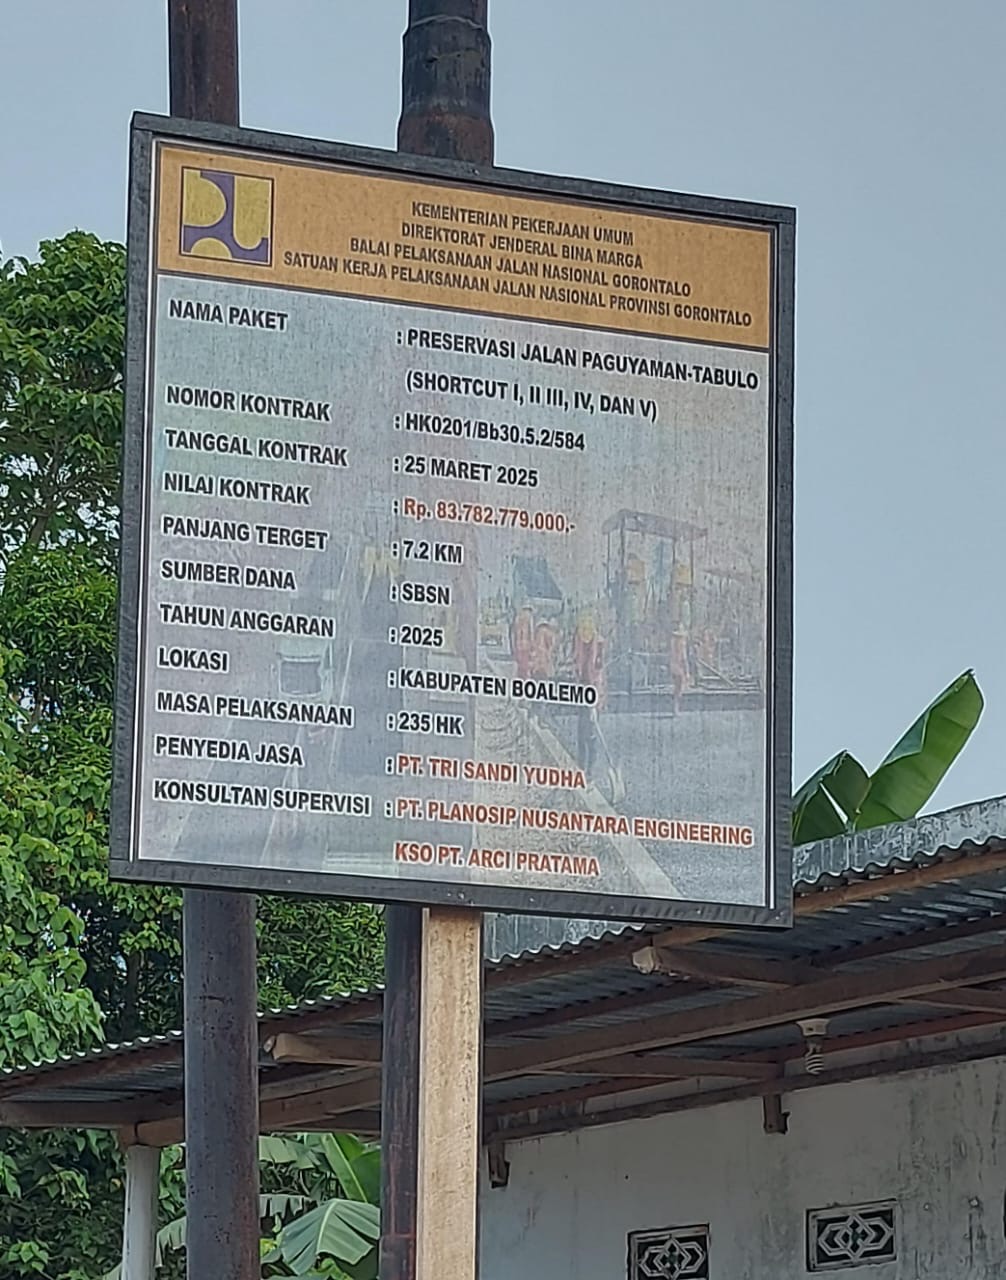 PU
KEMENTERIAN PEKERJAAN UMUM
DIREKTORAT JENDERAL BINA MARGA
BALAI PELAKSANAAN JALAN NASIONAL GORONTALO
SATUAN KERJA PELAKSANAAN JALAN NASIONAL PROVINSI GORONTALO
NAMA PAKET : PRESERVASI JALAN PAGUYAMAN-TABULO
(SHORTCUT I, II III, IV, DAN V)
NOMOR KONTRAK : HK0201/Bb30.5.2/584
TANGGAL KONTRAK : 25 MARET 2025
NILAI KONTRAK : Rp. 83.782.779.000,-
PANJANG TERGET : 7.2 KM
SUMBER DANA : SBSN
TAHUN ANGGARAN : 2025
LOKASI : KABUPATEN BOALEMO
MASA PELAKSANAAN : 235 HK
PENYEDIA JASA : PT. TRI SANDI YUDHA
KONSULTAN SUPERVISI : PT. PLANOSIP NUSANTARA ENGINEERING
KSO PT. ARCI PRATAMA